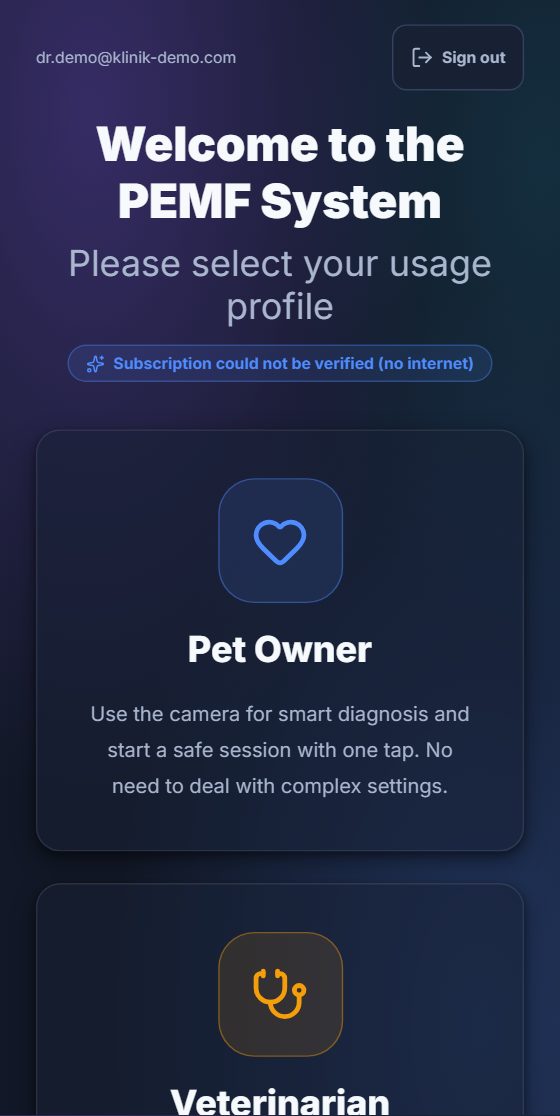 dr.demo@klinik-demo.com
Sign out
Welcome to the
PEMF System
Please select your usage
profile
Subscription could not be verified (no internet)
Pet Owner
Use the camera for smart diagnosis and
start a safe session with one tap. No
need to deal with complex settings.
Veterinarian